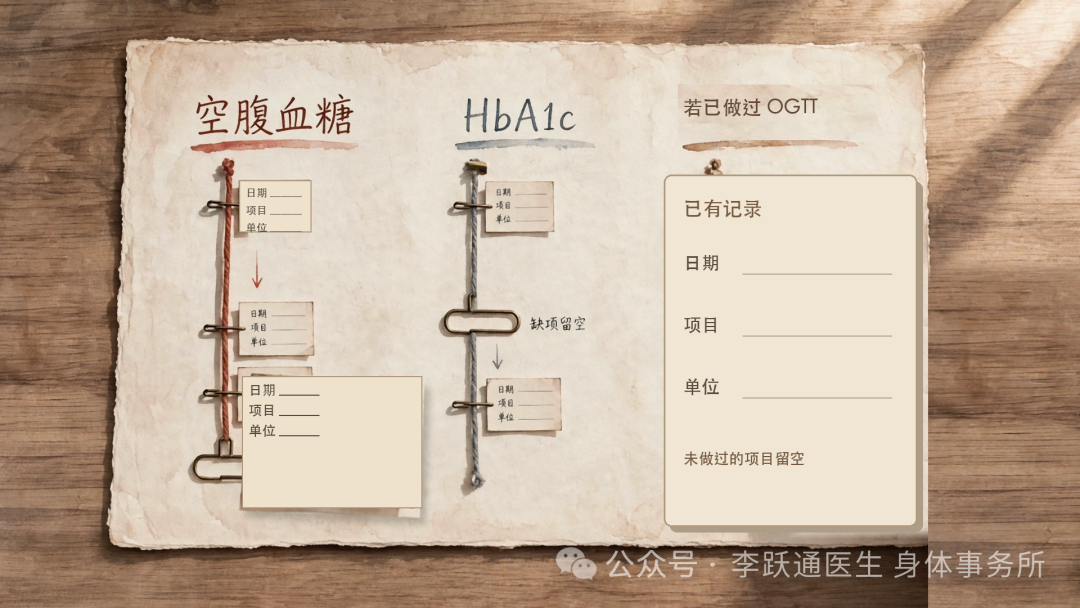 空腹血糖
日期
项目
单位
日期
项目
单位
日期
项目
单位
HbA1c
日期
项目
单位
缺项留空
日期
项目
单位
若已做过 OGTT
已有记录
日期
项目
单位
未做过的项目留空
公众号 · 李跃通医生 身体事务所